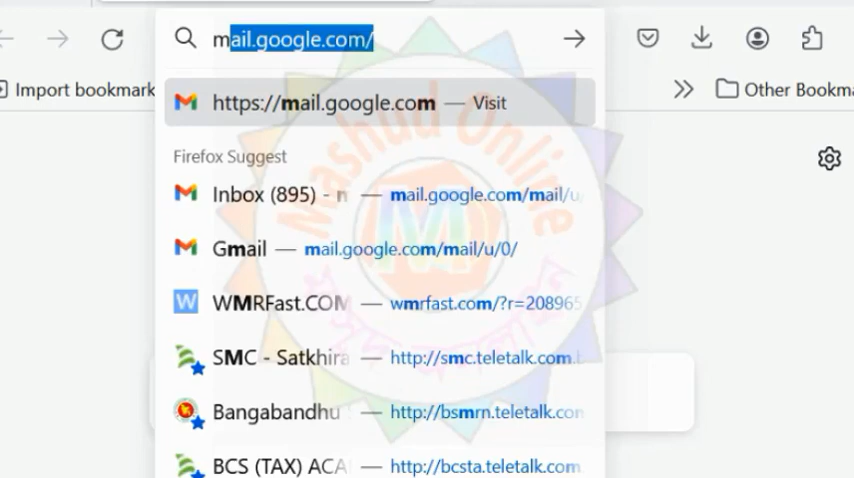 mail.google.com/
Import bookmark
Other Bookma
https://mail.google.com — Visit
Firefox Suggest
Inbox (895) - n — mail.google.com/mail/u/
Gmail — mail.google.com/mail/u/0/
WMRFast.COM — wmrfast.com/?r=208965
SMC - Satkhira — http://smc.teletalk.com.b
Bangabandhu — http://bsmrn.teletalk.com
BCS (TAX) ACA — http://bcsta.teletalk.com
Mashud Online
M